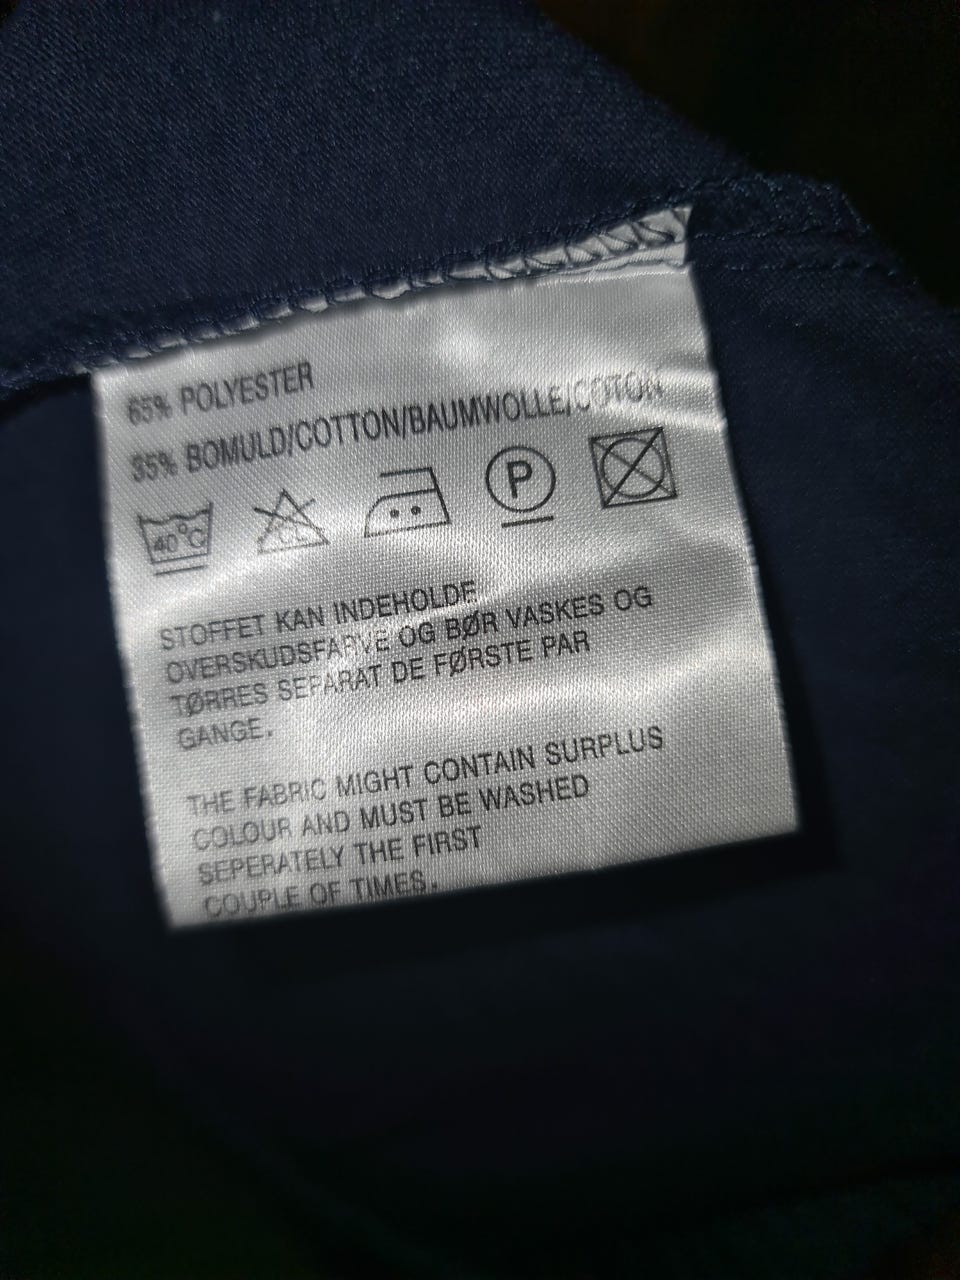 65% POLYESTER
35% BOMULD/COTTON/BAUMWOLLE/COTON
40°C CL P
STOFFET KAN INDEHOLDE
OVERSKUDSFARVE OG BØR VASKES OG
TØRRES SEPARAT DE FØRSTE PAR
GANGE.
THE FABRIC MIGHT CONTAIN SURPLUS
COLOUR AND MUST BE WASHED
SEPERATELY THE FIRST
COUPLE OF TIMES.